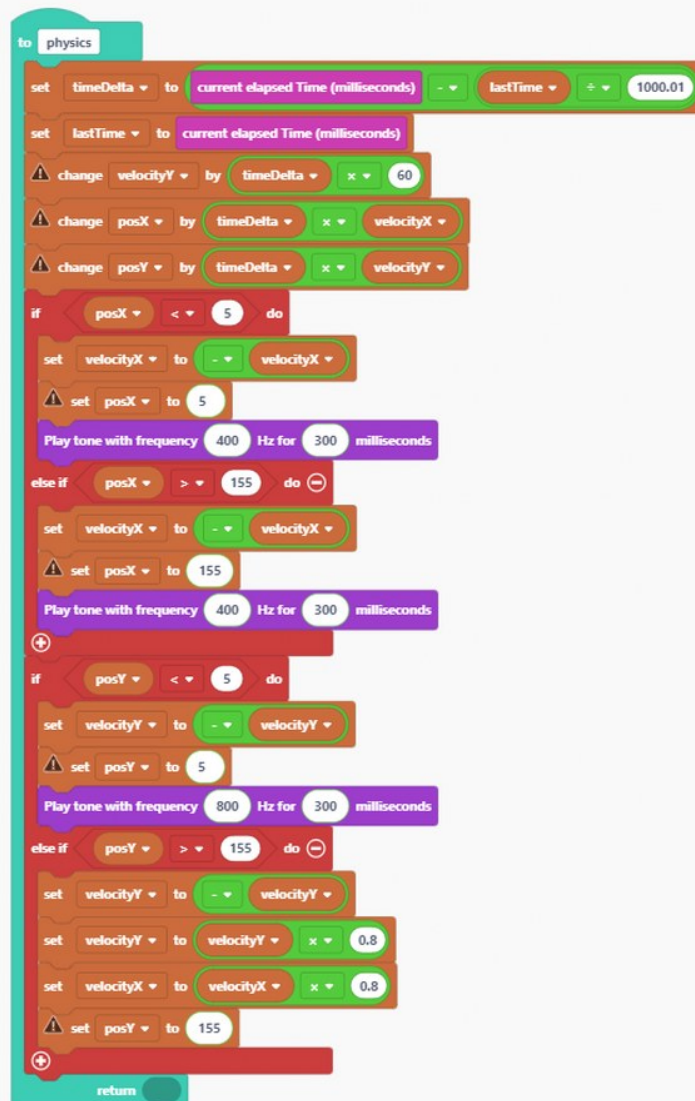 to physics
set timeDelta to current elapsed Time (milliseconds) - lastTime ÷ 1000.01
set lastTime to current elapsed Time (milliseconds)
change velocityY by timeDelta × 60
change posX by timeDelta × velocityX
change posY by timeDelta × velocityY
if posX < 5 do
set velocityX to - velocityX
set posX to 5
Play tone with frequency 400 Hz for 300 milliseconds
else if posX > 155 do
set velocityX to - velocityX
set posX to 155
Play tone with frequency 400 Hz for 300 milliseconds
if posY < 5 do
set velocityY to - velocityY
set posY to 5
Play tone with frequency 800 Hz for 300 milliseconds
else if posY > 155 do
set velocityY to - velocityY
set velocityY to velocityY × 0.8
set velocityX to velocityX × 0.8
set posY to 155
return